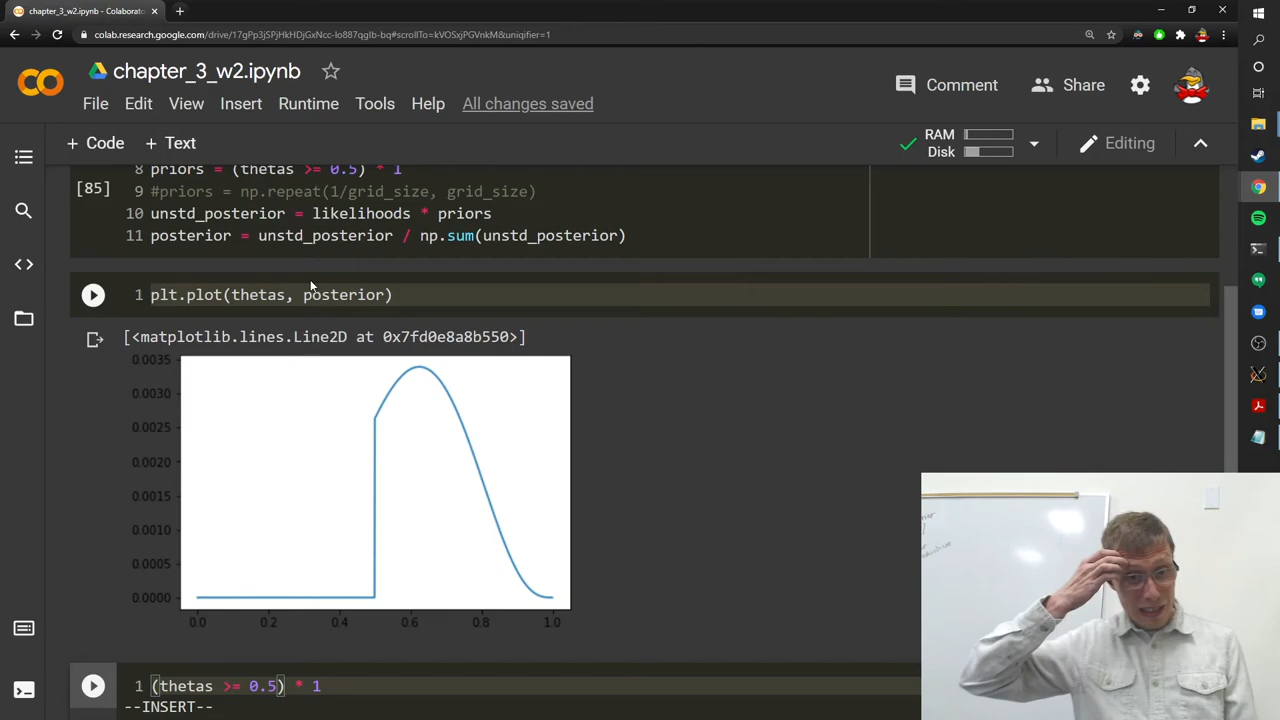 chapter_3_w2.ipynb - Colaborato
colab.research.google.com/drive/17gPp3jSPjHkHDjGxNcc-lo887qgIb-bq#scrollTo=kVOSxjPGVnkM&uniqifier=1
chapter_3_w2.ipynb
File Edit View Insert Runtime Tools Help All changes saved
Comment Share
+ Code + Text
RAM
Disk
Editing
8 priors = (thetas >= 0.5) * 1
[85] 9 #priors = np.repeat(1/grid_size, grid_size)
10 unstd_posterior = likelihoods * priors
11 posterior = unstd_posterior / np.sum(unstd_posterior)
1 plt.plot(thetas, posterior)
[<matplotlib.lines.Line2D at 0x7fd0e8a8b550>]
0.0035
0.0030
0.0025
0.0020
0.0015
0.0010
0.0005
0.0000
0.0 0.2 0.4 0.6 0.8 1.0
1 (thetas >= 0.5) * 1
--INSERT--